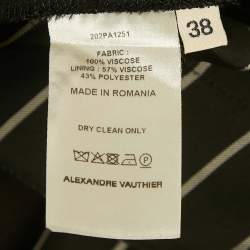 38
202PA1251
FABRIC :
100% VISCOSE
LINING : 57% VISCOSE
43% POLYESTER
MADE IN ROMANIA
DRY CLEAN ONLY
P
ALEXANDRE VAUTHIER